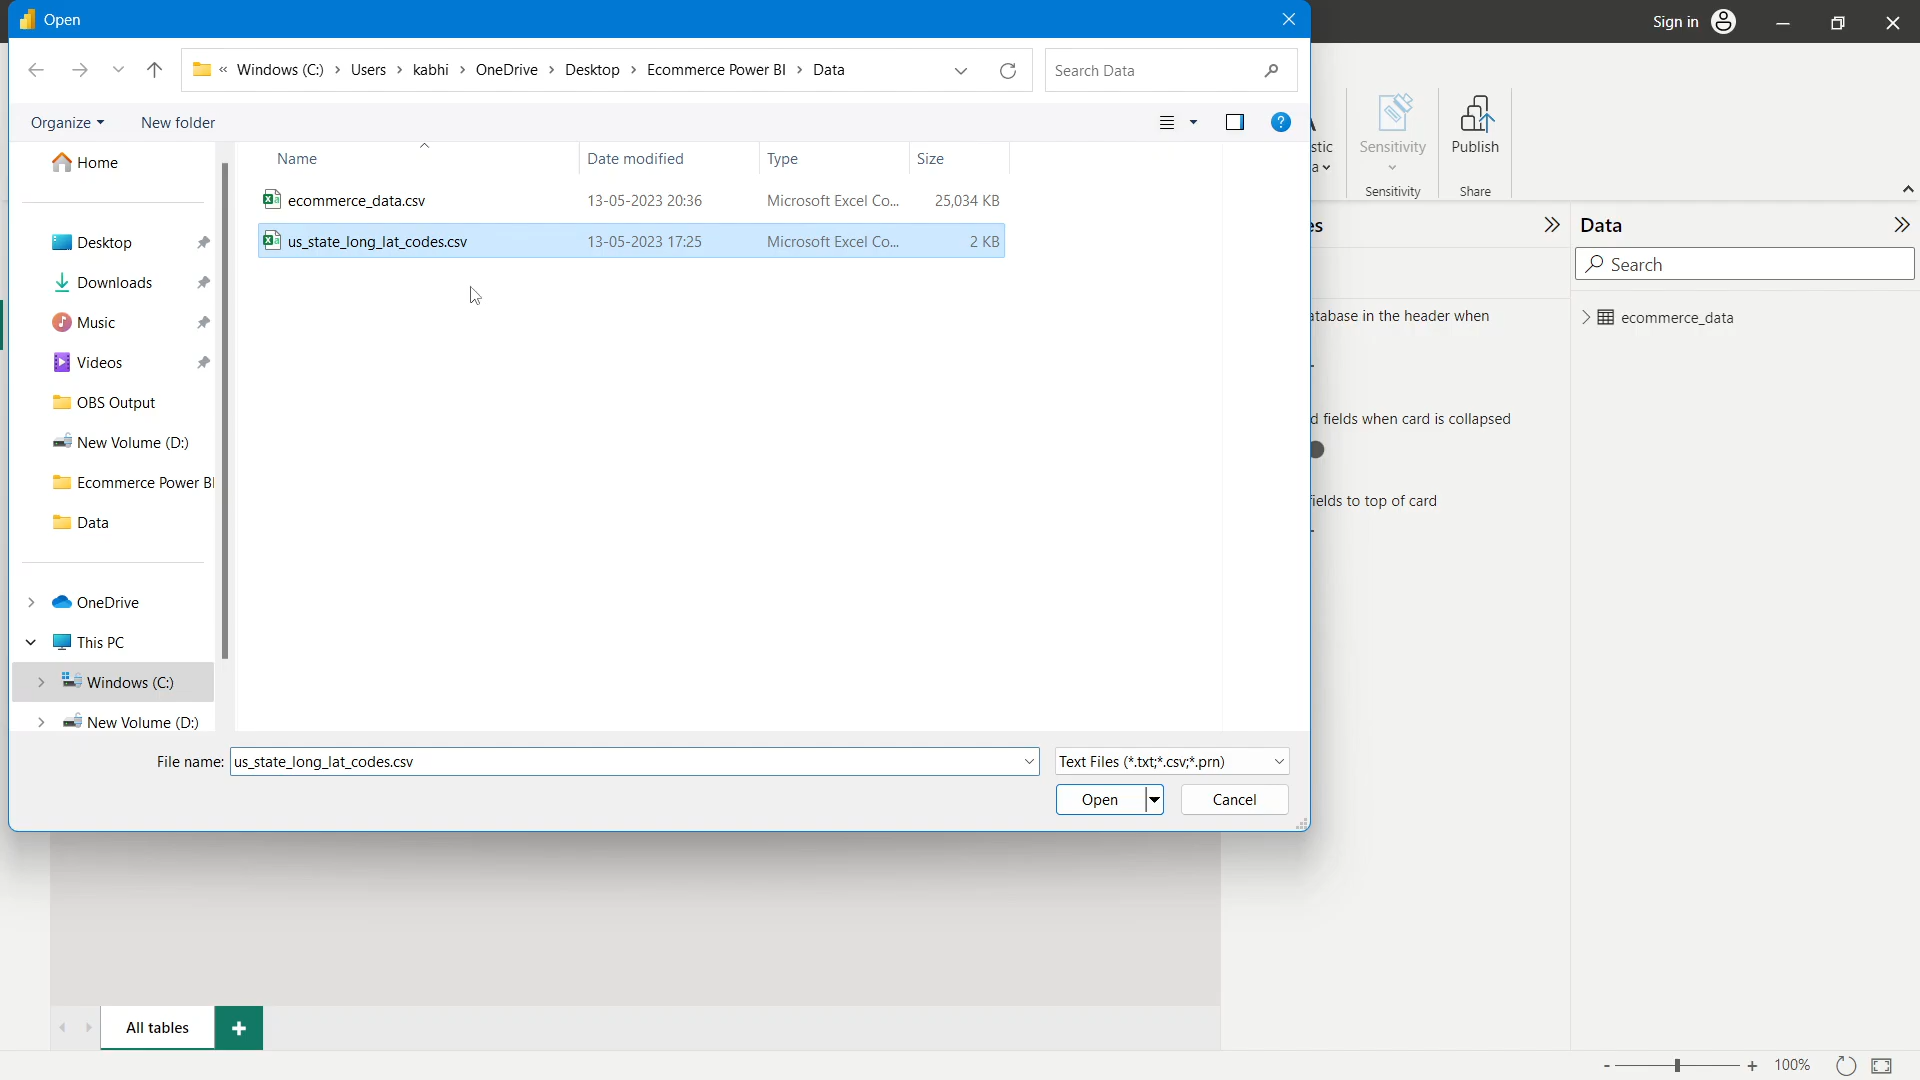 Open
Sign in
« Windows (C:) › Users › kabhi › OneDrive › Desktop › Ecommerce Power BI › Data
Search Data
Organize
New folder
Name
Date modified
Type
Size
ecommerce_data.csv
13-05-2023 20:36
Microsoft Excel Co...
25,034 KB
us_state_long_lat_codes.csv
13-05-2023 17:25
Microsoft Excel Co...
2 KB
Home
Desktop
Downloads
Music
Videos
OBS Output
New Volume (D:)
Ecommerce Power BI
Data
OneDrive
This PC
Windows (C:)
New Volume (D:)
File name:
us_state_long_lat_codes.csv
Text Files (*.txt;*.csv;*.prn)
Open
Cancel
Sensitivity
Publish
Sensitivity
Share
Data
Search
ecommerce_data
in the header when
fields when card is collapsed
to top of card
All tables
100%